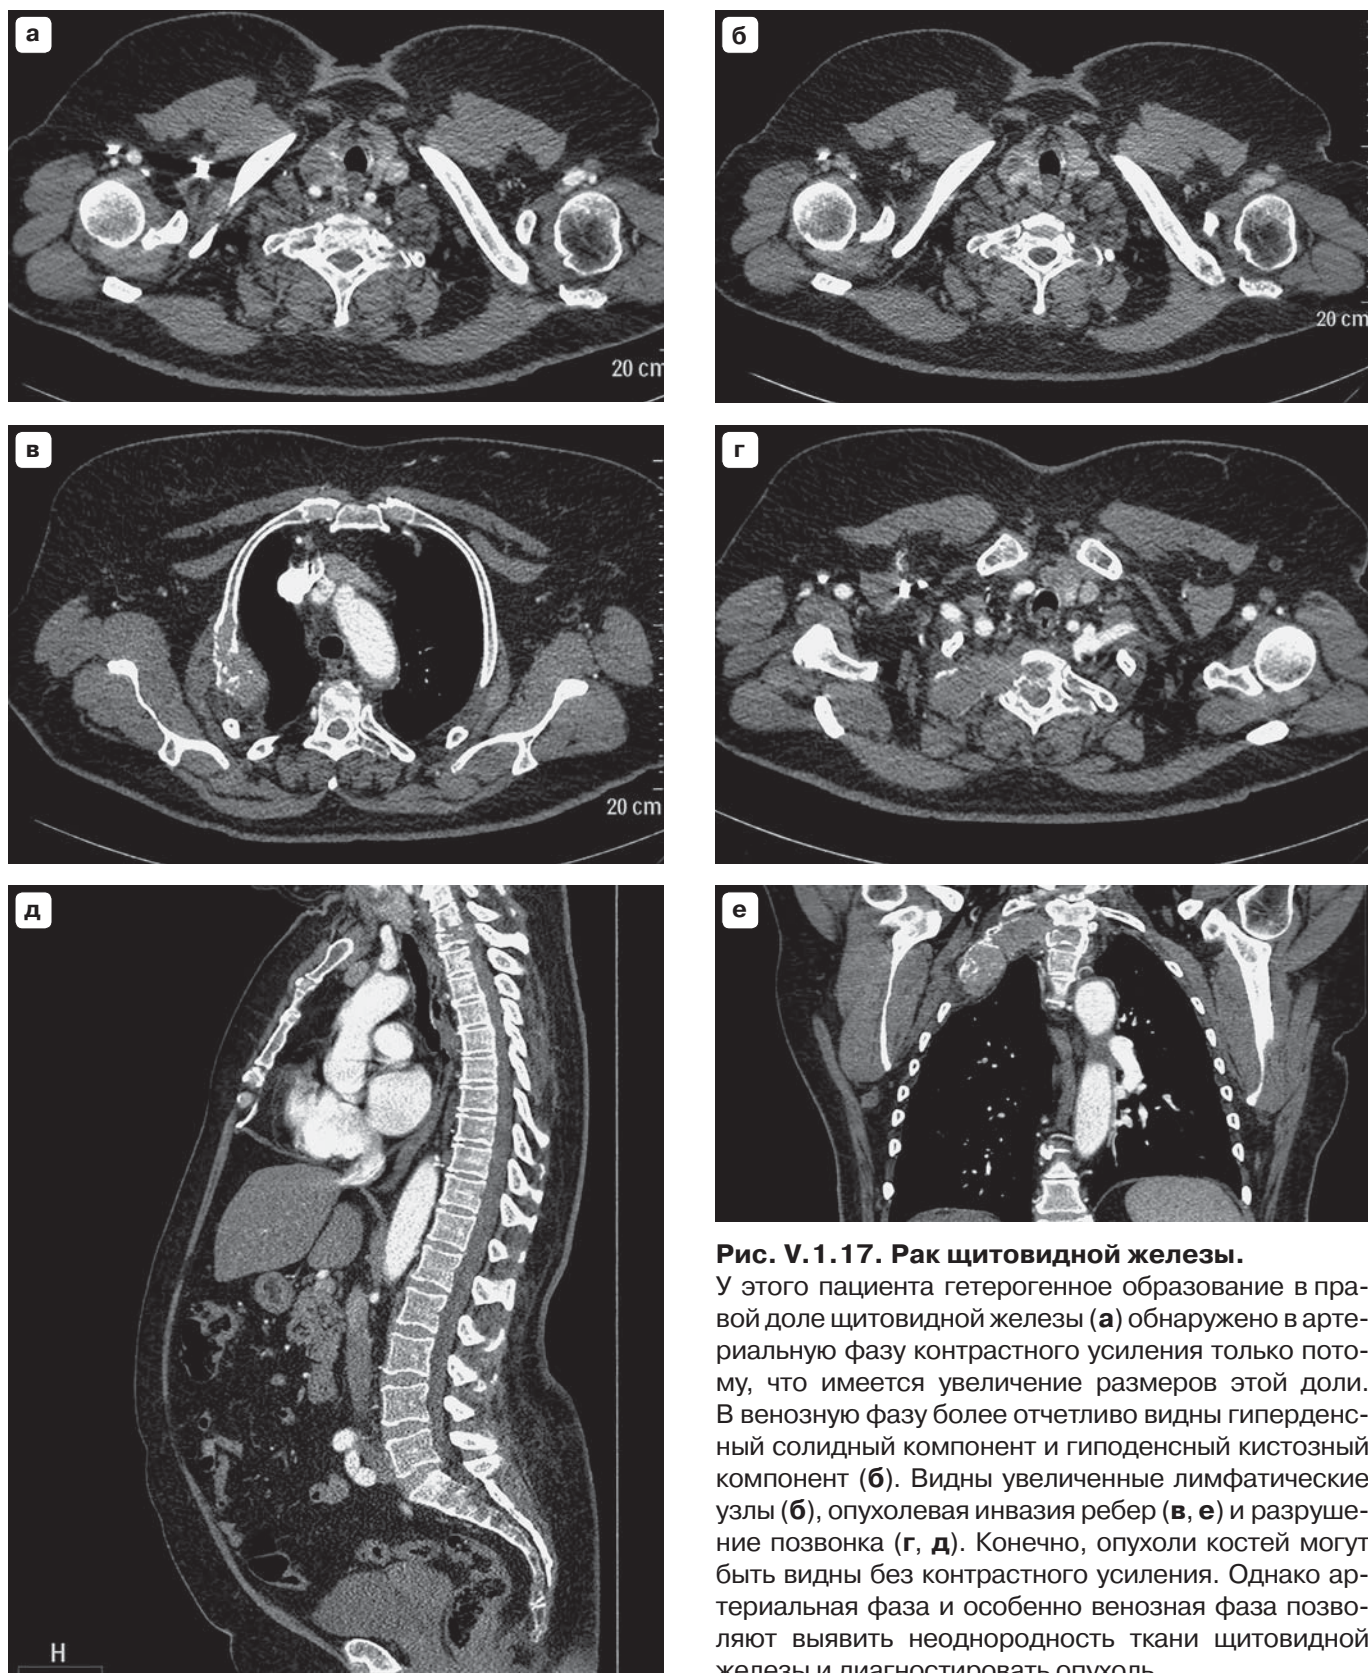 а
б
20 cm
20 cm
в
г
20 cm
д
е
H
Рис. V.1.17. Рак щитовидной железы.
У этого пациента гетерогенное образование в пра-
вой доле щитовидной железы (а) обнаружено в арте-
риальную фазу контрастного усиления только пото-
му, что имеется увеличение размеров этой доли.
В венозную фазу более отчетливо видны гиперденс-
ный солидный компонент и гиподенсный кистозный
компонент (б). Видны увеличенные лимфатические
узлы (б), опухолевая инвазия ребер (в, е) и разруше-
ние позвонка (г, д). Конечно, опухоли костей могут
быть видны без контрастного усиления. Однако ар-
териальная фаза и особенно венозная фаза позво-
ляют выявить неоднородность ткани щитовидной
железы и диагностировать опухоль